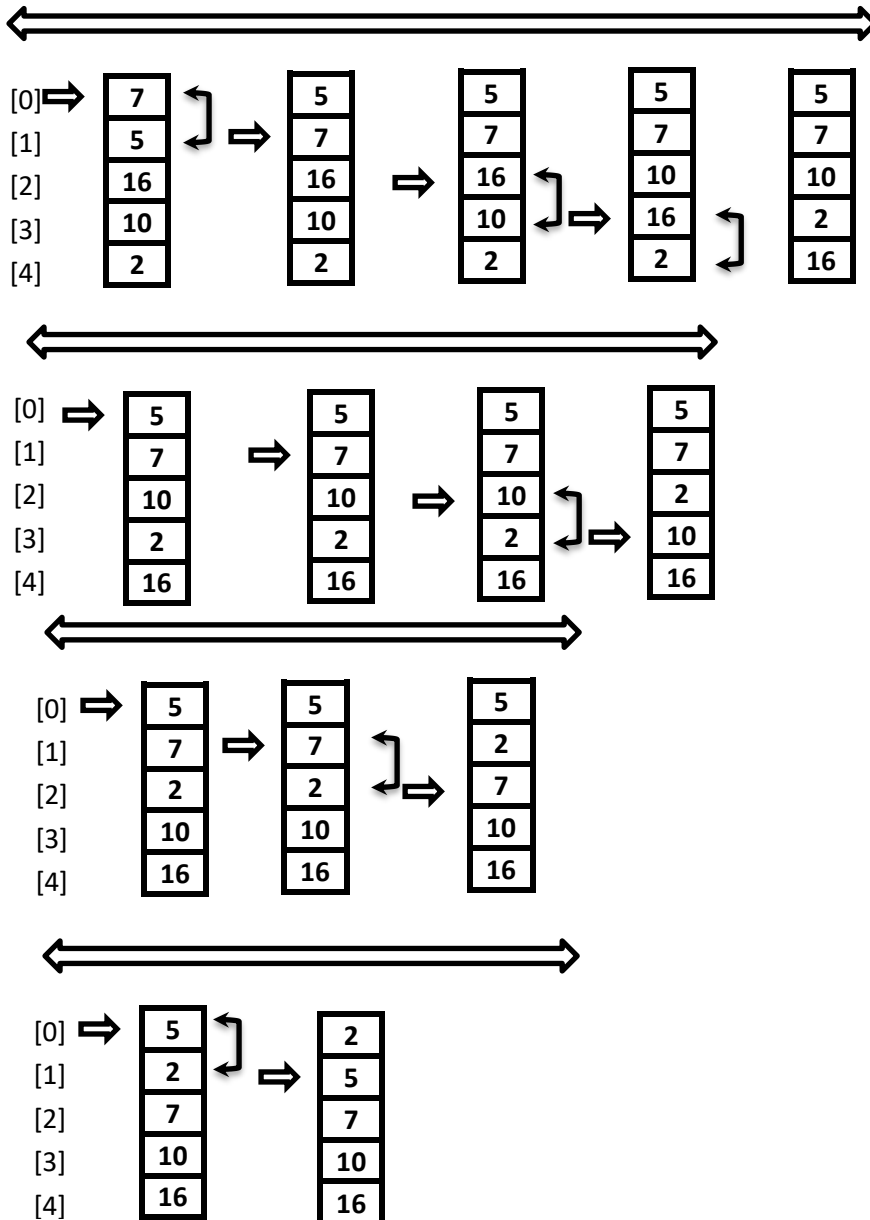 [0] 7 5 5 5 5
[1] 5 7 7 7 7
[2] 16 16 16 10 10
[3] 10 10 10 16 2
[4] 2 2 2 2 16
[0] 5 5 5 5
[1] 7 7 7 7
[2] 10 10 10 2
[3] 2 2 2 10
[4] 16 16 16 16
[0] 5 5 5
[1] 7 7 2
[2] 2 2 7
[3] 10 10 10
[4] 16 16 16
[0] 5 2
[1] 2 5
[2] 7 7
[3] 10 10
[4] 16 16